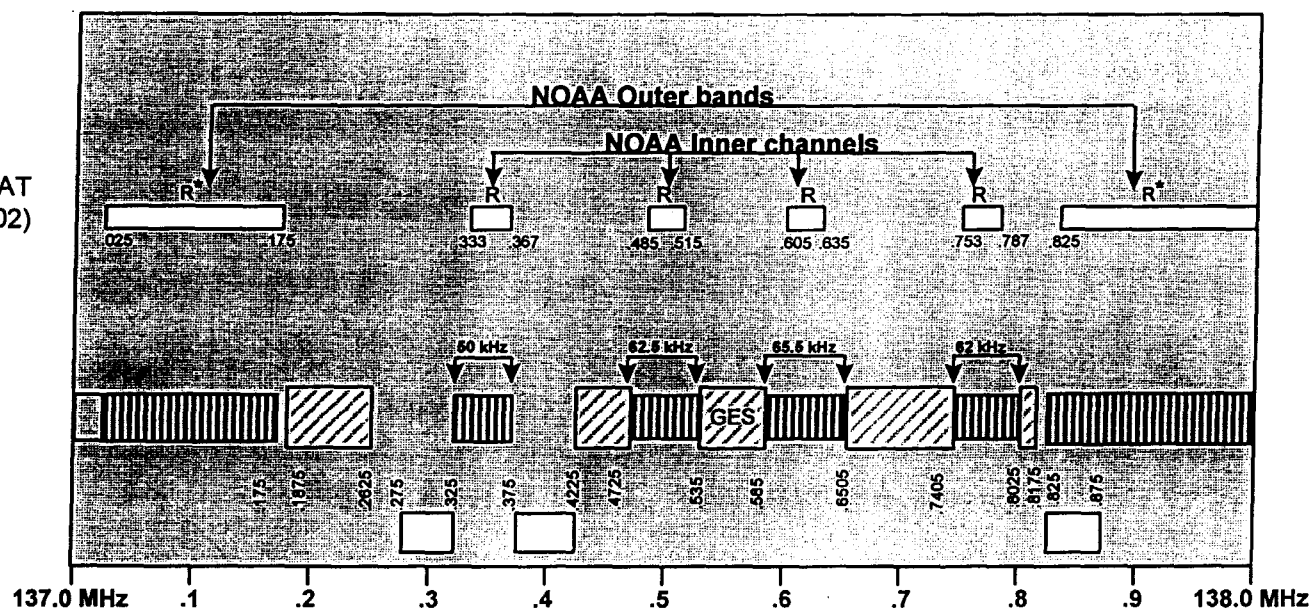 NOAA Outer bands
NOAA Inner channels
AT
02)
R* R R R R R*
.025 .175 .333 .367 .485 .515 .605 .635 .753 .787 .825
50 kHz 62.5 kHz 65.5 kHz 62 kHz
GES
.175 .1875 .2625 .275 .325 .375 .4225 .4725 .535 .585 .6505 .7405 .8025 .8175 .825 .875
137.0 MHz .1 .2 .3 .4 .5 .6 .7 .8 .9 138.0 MHz